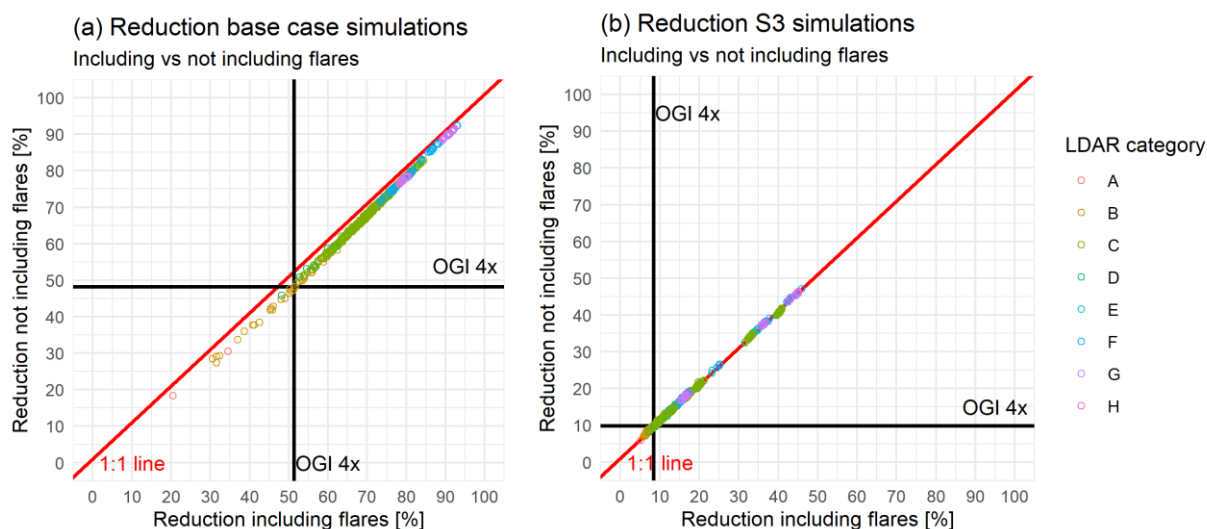 (a) Reduction base case simulations
Including vs not including flares
Reduction not including flares [%]
100
90
80
70
60
50
40
30
20
10
0
OGI 4x
1:1 line
OGI 4x
0 10 20 30 40 50 60 70 80 90 100
Reduction including flares [%]
(b) Reduction S3 simulations
Including vs not including flares
Reduction not including flares [%]
100
90
80
70
60
50
40
30
20
10
0
OGI 4x
OGI 4x
1:1 line
0 10 20 30 40 50 60 70 80 90 100
Reduction including flares [%]
LDAR category
A
B
C
D
E
F
G
H